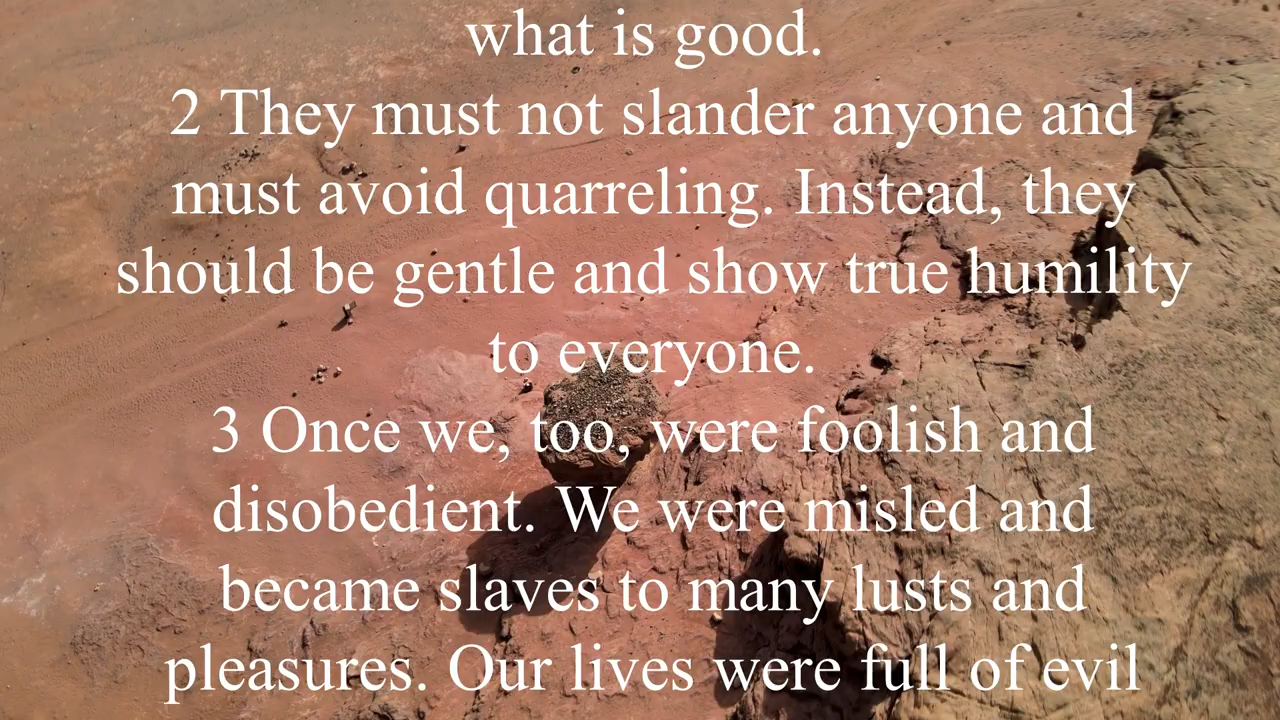 what is good.
2 They must not slander anyone and
must avoid quarreling. Instead, they
should be gentle and show true humility
to everyone.
3 Once we, too, were foolish and
disobedient. We were misled and
became slaves to many lusts and
pleasures. Our lives were full of evil